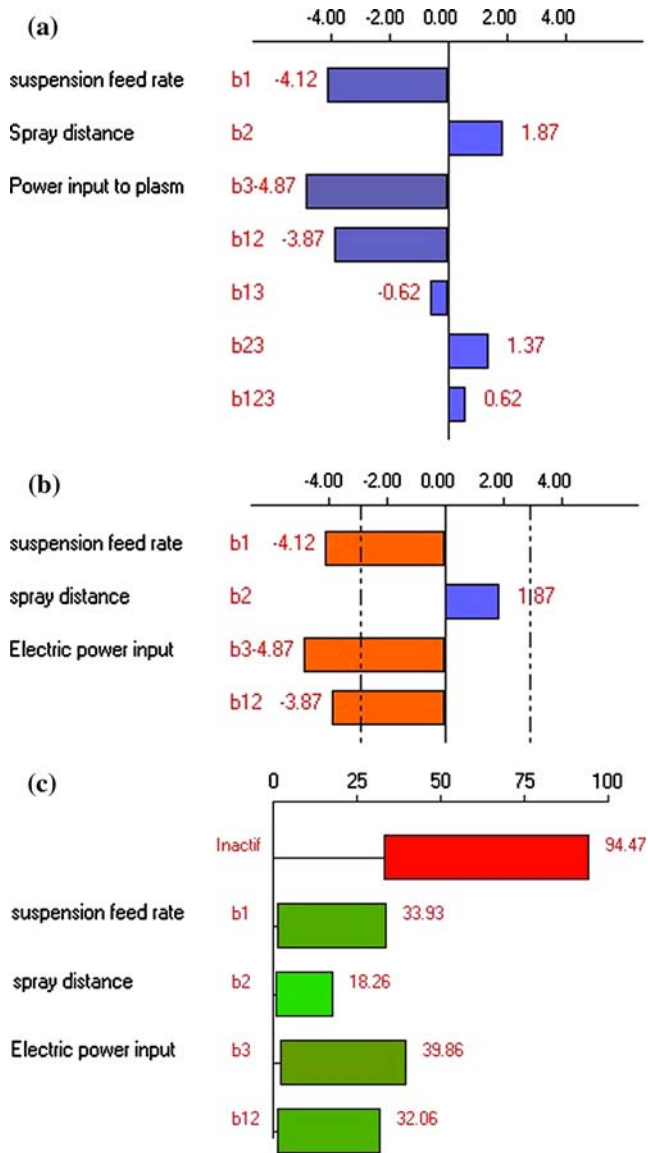 (a)
-4.00 -2.00 0.00 2.00 4.00
suspension feed rate b1 -4.12
Spray distance b2 1.87
Power input to plasm b3-4.87
b12 -3.87
b13 -0.62
b23 1.37
b123 0.62
(b)
-4.00 -2.00 0.00 2.00 4.00
suspension feed rate b1 -4.12
spray distance b2 1.87
Electric power input b3-4.87
b12 -3.87
(c)
0 25 50 75 100
Inactif 94.47
suspension feed rate b1 33.93
spray distance b2 18.26
Electric power input b3 39.86
b12 32.06